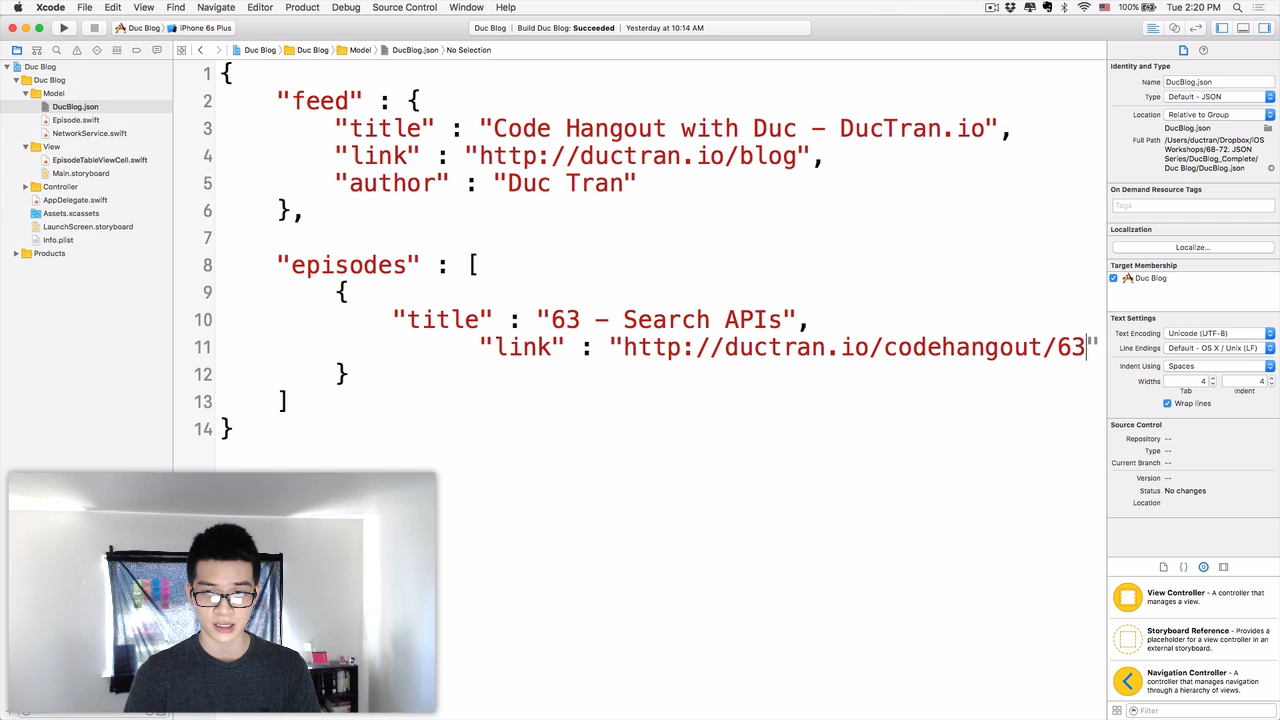 Xcode File Edit View Find Navigate Editor Product Debug Source Control Window Help 100% Tue 2:20 PM
Duc Blog iPhone 6s Plus Duc Blog Build Duc Blog: Succeeded Yesterday at 10:14 AM
Duc Blog Duc Blog Model DucBlog.json No Selection
Duc Blog
Duc Blog
Model
DucBlog.json
Episode.swift
NetworkService.swift
View
EpisodeTableViewCell.swift
Main.storyboard
Controller
AppDelegate.swift
Assets.xcassets
LaunchScreen.storyboard
Info.plist
Products
1 {
2 "feed" : {
3 "title" : "Code Hangout with Duc – DucTran.io",
4 "link" : "http://ductran.io/blog",
5 "author" : "Duc Tran"
6 },
7
8 "episodes" : [
9 {
10 "title" : "63 – Search APIs",
11 "link" : "http://ductran.io/codehangout/63"
12 }
13 ]
14 }
Identity and Type
Name DucBlog.json
Type Default - JSON
Location Relative to Group
DucBlog.json
Full Path /Users/ductran/Dropbox/iOS
Workshops/68-72. JSON
Series/DucBlog_Complete/
Duc Blog/DucBlog.json
On Demand Resource Tags
Tags
Localization
Localize...
Target Membership
Duc Blog
Text Settings
Text Encoding Unicode (UTF-8)
Line Endings Default - OS X / Unix (LF)
Indent Using Spaces
Widths 4 4
Tab Indent
Wrap lines
Source Control
Repository --
Type --
Current Branch --
Version --
Status No changes
Location
View Controller - A controller that
manages a view.
Storyboard Reference - Provides a
placeholder for a view controller in an
external storyboard.
Navigation Controller - A
controller that manages navigation
through a hierarchy of views.
Filter